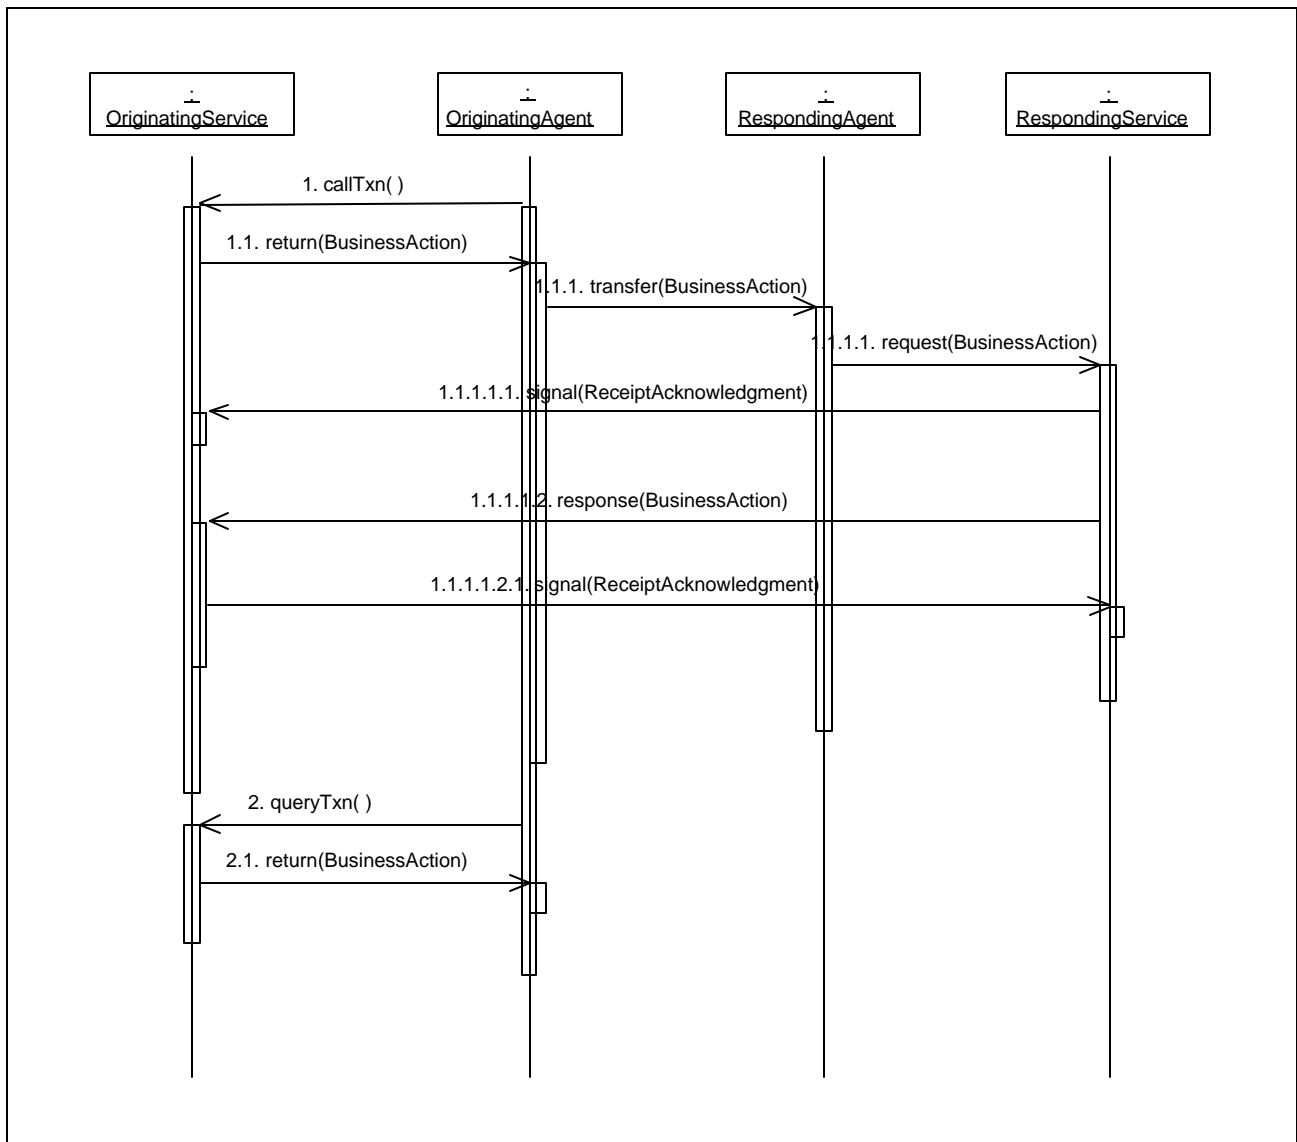 :
OriginatingService
:
OriginatingAgent
:
RespondingAgent
:
RespondingService
1. callTxn( )
1.1. return(BusinessAction)
1.1.1. transfer(BusinessAction)
1.1.1.1. request(BusinessAction)
1.1.1.1.1. signal(ReceiptAcknowledgment)
1.1.1.1.2. response(BusinessAction)
1.1.1.1.2.1. signal(ReceiptAcknowledgment)
2. queryTxn( )
2.1. return(BusinessAction)